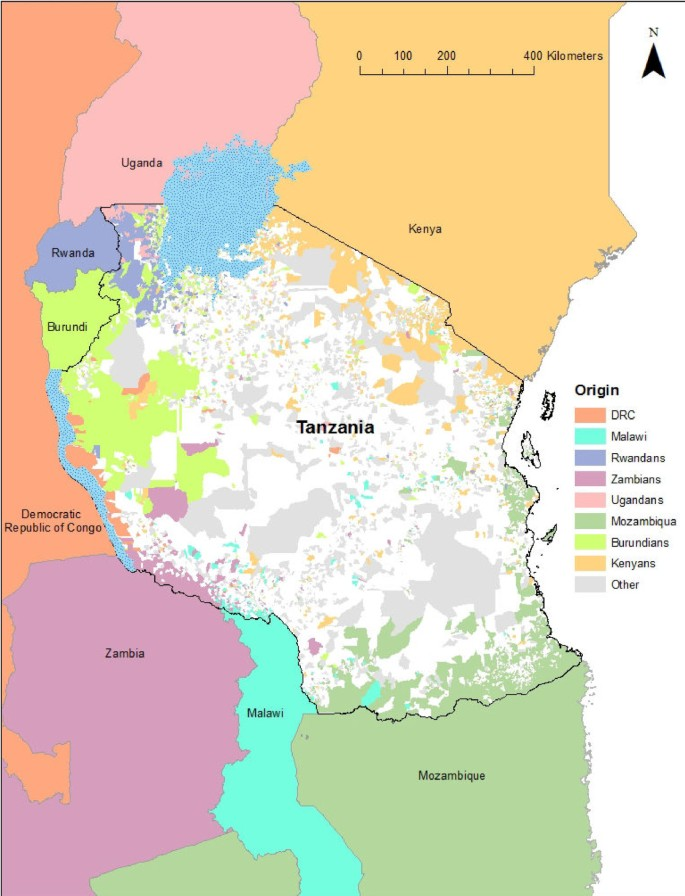 N
0 100 200 400 Kilometers
Uganda
Kenya
Rwanda
Burundi
Tanzania
Origin
DRC
Malawi
Rwandans
Zambians
Ugandans
Mozambiqua
Burundians
Kenyans
Other
Democratic
Republic of Congo
Zambia
Malawi
Mozambique